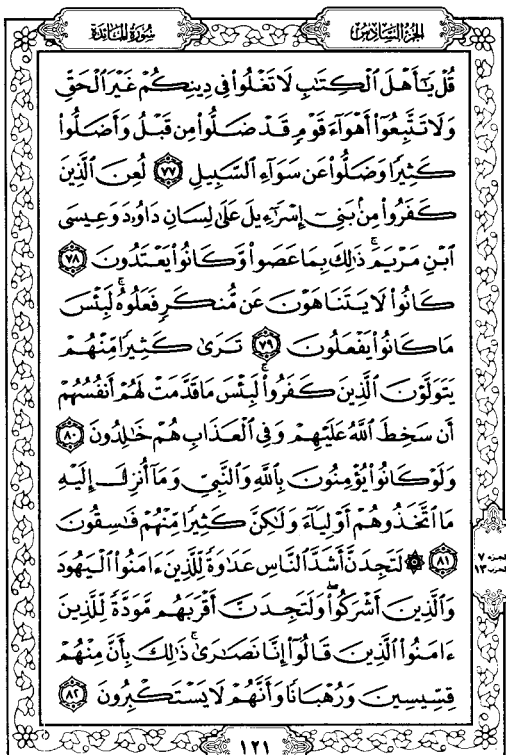 الجزء السادس
سورة المائدة
قُلْ يَٰٓأَهْلَ ٱلْكِتَٰبِ لَا تَغْلُوا۟ فِى دِينِكُمْ غَيْرَ ٱلْحَقِّ
وَلَا تَتَّبِعُوٓا۟ أَهْوَآءَ قَوْمٍ قَدْ ضَلُّوا۟ مِن قَبْلُ وَأَضَلُّوا۟
كَثِيرًا وَضَلُّوا۟ عَن سَوَآءِ ٱلسَّبِيلِ ٧٧ لُعِنَ ٱلَّذِينَ
كَفَرُوا۟ مِنۢ بَنِىٓ إِسْرَٰٓءِيلَ عَلَىٰ لِسَانِ دَاوُۥدَ وَعِيسَى
ٱبْنِ مَرْيَمَ ۚ ذَٰلِكَ بِمَا عَصَوا۟ وَّكَانُوا۟ يَعْتَدُونَ ٧٨
كَانُوا۟ لَا يَتَنَاهَوْنَ عَن مُّنكَرٍ فَعَلُوهُ ۚ لَبِئْسَ
مَا كَانُوا۟ يَفْعَلُونَ ٧٩ تَرَىٰ كَثِيرًا مِّنْهُمْ
يَتَوَلَّوْنَ ٱلَّذِينَ كَفَرُوا۟ ۚ لَبِئْسَ مَا قَدَّمَتْ لَهُمْ أَنفُسُهُمْ
أَن سَخِطَ ٱللَّهُ عَلَيْهِمْ وَفِى ٱلْعَذَابِ هُمْ خَٰلِدُونَ ٨٠
وَلَوْ كَانُوا۟ يُؤْمِنُونَ بِٱللَّهِ وَٱلنَّبِىِّ وَمَآ أُنزِلَ إِلَيْهِ
مَا ٱتَّخَذُوهُمْ أَوْلِيَآءَ وَلَٰكِنَّ كَثِيرًا مِّنْهُمْ فَٰسِقُونَ
٨١ ۞ لَتَجِدَنَّ أَشَدَّ ٱلنَّاسِ عَدَٰوَةً لِّلَّذِينَ ءَامَنُوا۟ ٱلْيَهُودَ
وَٱلَّذِينَ أَشْرَكُوا۟ ۖ وَلَتَجِدَنَّ أَقْرَبَهُم مَّوَدَّةً لِّلَّذِينَ
ءَامَنُوا۟ ٱلَّذِينَ قَالُوٓا۟ إِنَّا نَصَٰرَىٰ ۚ ذَٰلِكَ بِأَنَّ مِنْهُمْ
قِسِّيسِينَ وَرُهْبَانًا وَأَنَّهُمْ لَا يَسْتَكْبِرُونَ ٨٢
الجزء ٧
الحزب ١٣
١٢١